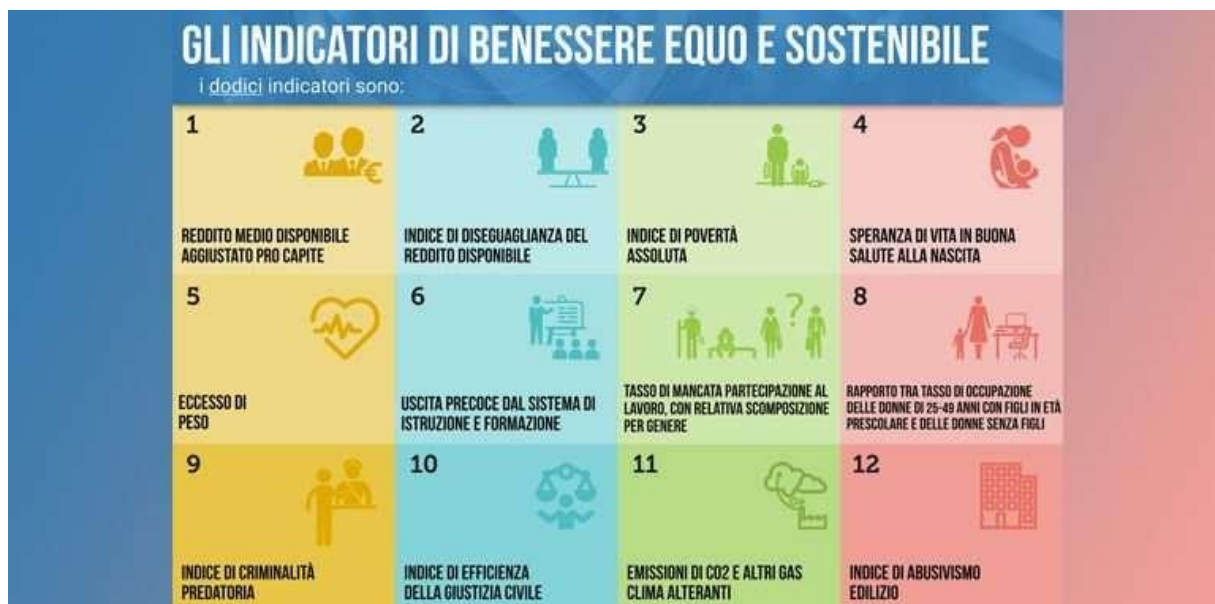 GLI INDICATORI DI BENESSERE EQUO E SOSTENIBILE
i dodici indicatori sono:
1
REDDITO MEDIO DISPONIBILE
AGGIUSTATO PRO CAPITE
2
INDICE DI DISEGUAGLIANZA DEL
REDDITO DISPONIBILE
3
INDICE DI POVERTÀ
ASSOLUTA
4
SPERANZA DI VITA IN BUONA
SALUTE ALLA NASCITA
5
ECCESSO DI
PESO
6
USCITA PRECOCE DAL SISTEMA DI
ISTRUZIONE E FORMAZIONE
7
TASSO DI MANCATA PARTECIPAZIONE AL
LAVORO, CON RELATIVA SCOMPOSIZIONE
PER GENERE
8
RAPPORTO TRA TASSO DI OCCUPAZIONE
DELLE DONNE DI 25-49 ANNI CON FIGLI IN ETÀ
PRESCOLARE E DELLE DONNE SENZA FIGLI
9
INDICE DI CRIMINALITÀ
PREDATORIA
10
INDICE DI EFFICIENZA
DELLA GIUSTIZIA CIVILE
11
EMISSIONI DI CO2 E ALTRI GAS
CLIMA ALTERANTI
12
INDICE DI ABUSIVISMO
EDILIZIO